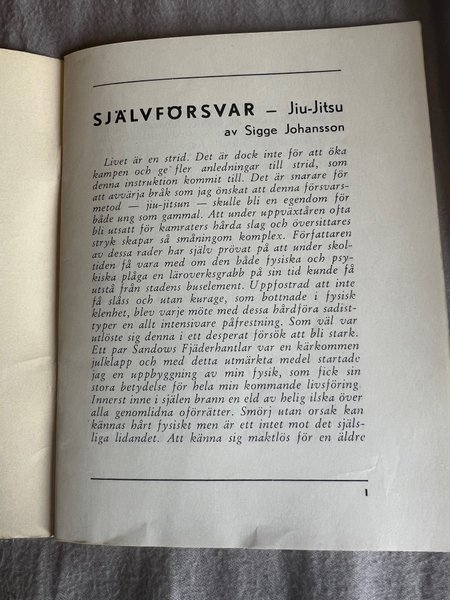 SJÄLVFÖRSVAR – Jiu-Jitsu
av Sigge Johansson
Livet är en strid. Det är dock inte för att öka
kampen och ge fler anledningar till strid, som
denna instruktion kommit till. Det är snarare för
att avvärja bråk som jag önskat att denna försvars-
metod — jiu-jitsun — skulle bli en egendom för
både ung som gammal. Att under uppväxtåren ofta
bli utsatt för kamraters hårda slag och översittares
stryk skapar så småningom komplex. Författaren
av dessa rader har själv prövat på att under skol-
tiden få vara med om den både fysiska och psy-
kiska plåga en läroverksgrabb på sin tid kunde få
utstå från stadens buselement. Uppfostrad att inte
få slåss och utan kurage, som bottnade i fysisk
klenhet, blev varje möte med dessa hårdföra sadist-
typer en allt intensivare påfrestning. Som väl var
utlöste sig denna i ett desperat försök att bli stark.
Ett par Sandows Fjäderhantlar var en kärkommen
julklapp och med detta utmärkta medel startade
jag en uppbyggning av min fysik, som fick sin
stora betydelse för hela min kommande livsföring.
Innerst inne i själen brann en eld av helig ilska över
alla genomlidna oförrätter. Smörj utan orsak kan
kännas hårt fysiskt men är ett intet mot det själs-
liga lidandet. Att känna sig maktlös för en äldre
1